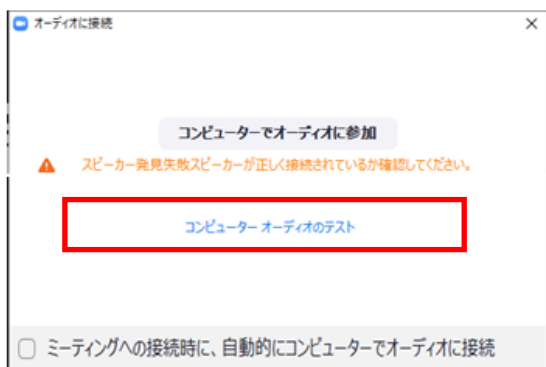 オーディオに接続
コンピューターでオーディオに参加
スピーカー発見失敗スピーカーが正しく接続されているか確認してください。
コンピューター オーディオのテスト
ミーティングへの接続時に、自動的にコンピューターでオーディオに接続